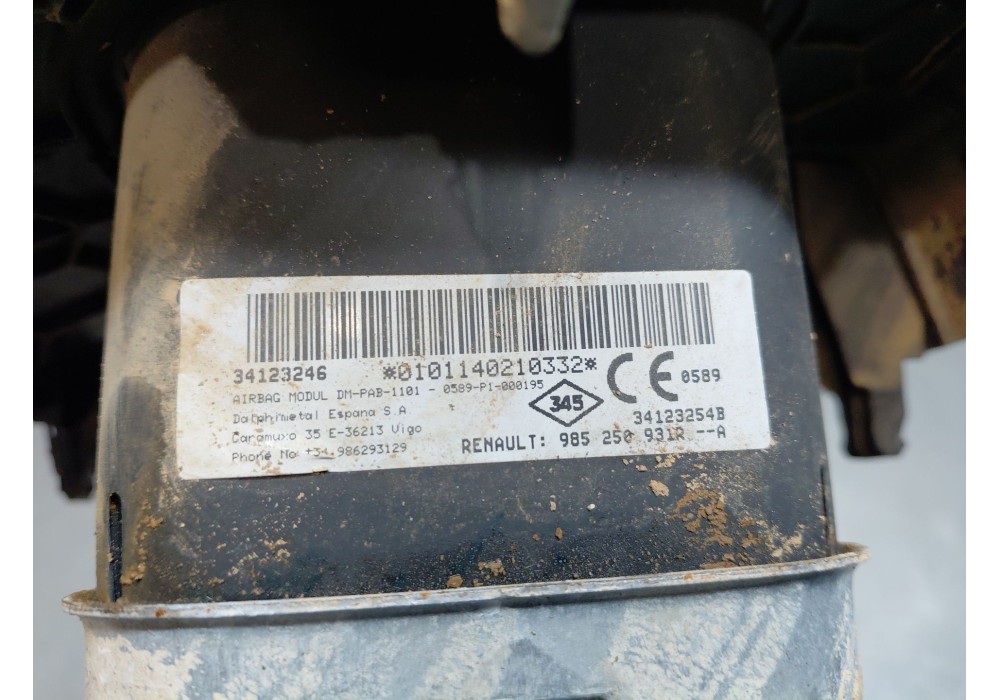 34123246 *0101140210332*
AIRBAG MODUL DM-PAB-1101 - 0589-P1-000195
Dalphimetal Espana S.A
Caramuxo 35 E-36213 Vigo
Phone No: +34.986293129
345
CE 0589
34123254B
RENAULT: 985 250 931R --A